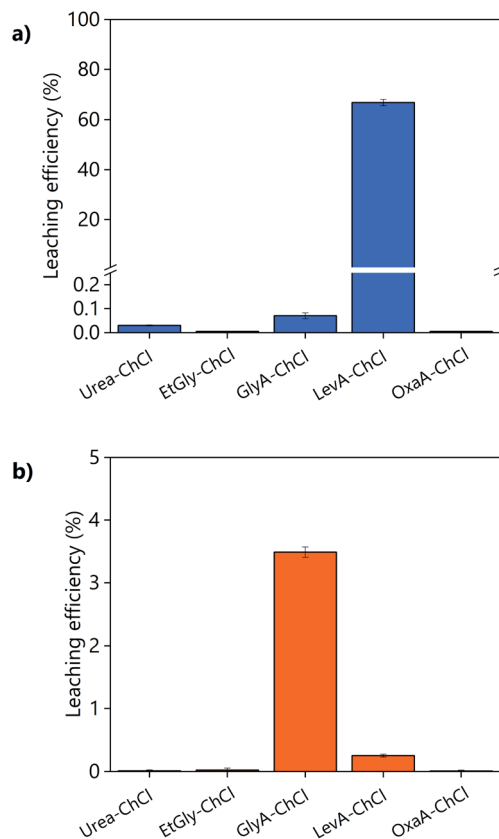 a)
Leaching efficiency (%)
100
80
60
40
20
0.2
0.1
0.0
Urea-ChCl
EtGly-ChCl
GlyA-ChCl
LevA-ChCl
OxaA-ChCl
b)
Leaching efficiency (%)
5
4
3
2
1
0
Urea-ChCl
EtGly-ChCl
GlyA-ChCl
LevA-ChCl
OxaA-ChCl